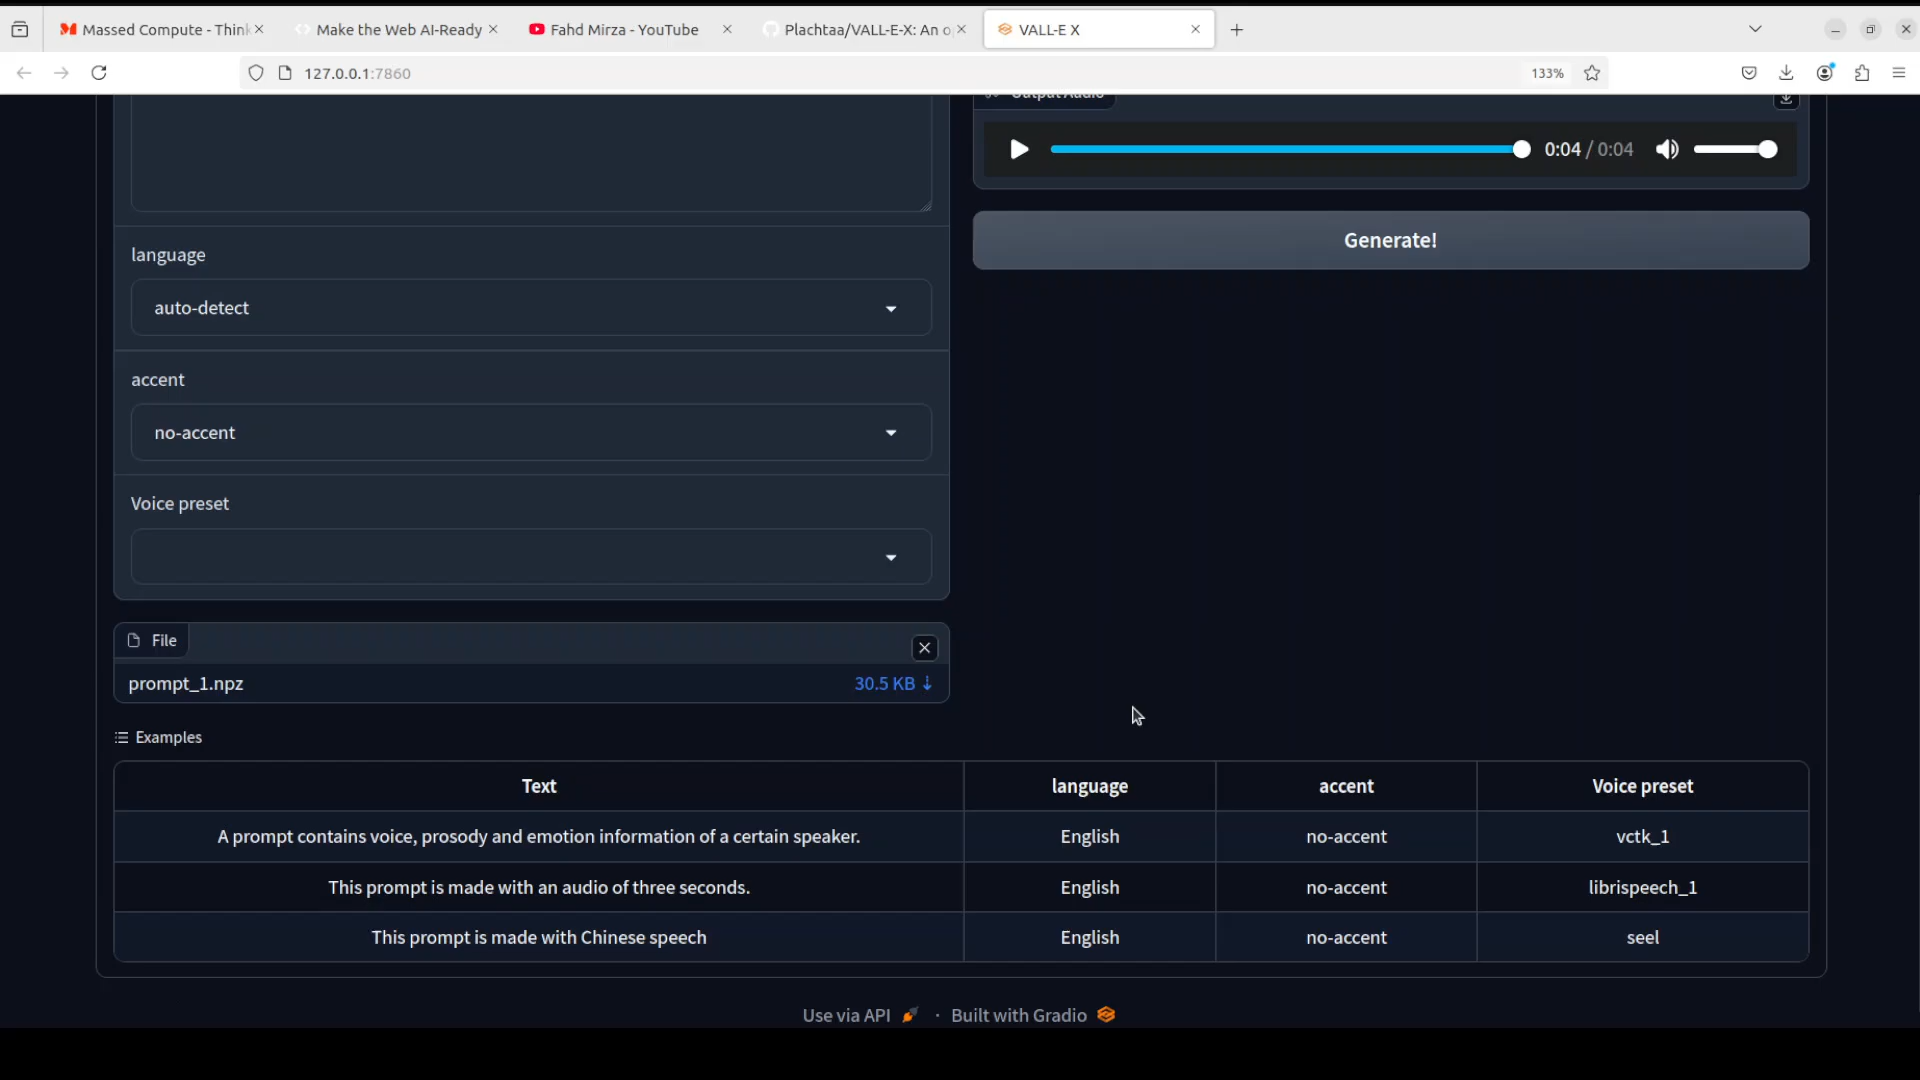 Massed Compute - Think
Make the Web AI-Ready
Fahd Mirza - YouTube
Plachtaa/VALL-E-X: An o
VALL-E X
127.0.0.1:7860
133%
Output Audio
0:04 / 0:04
Generate!
language
auto-detect
accent
no-accent
Voice preset
File
prompt_1.npz
30.5 KB ↓
Examples
Text language accent Voice preset
A prompt contains voice, prosody and emotion information of a certain speaker. English no-accent vctk_1
This prompt is made with an audio of three seconds. English no-accent librispeech_1
This prompt is made with Chinese speech English no-accent seel
Use via API · Built with Gradio